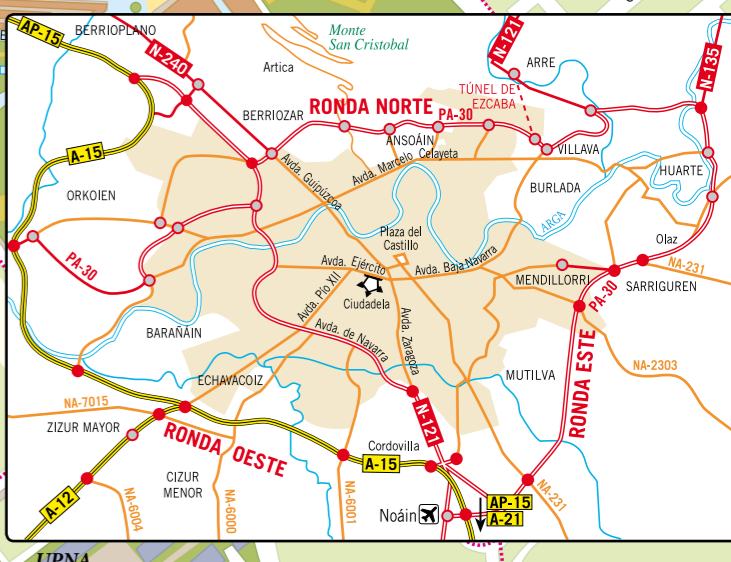 AP-15
BERRIOPLANO
N-240
Monte
San Cristobal
Artica
N-121
ARRE
N-135
TÚNEL DE
EZCABA
RONDA NORTE
PA-30
BERRIOZAR
ANSOÁIN
VILLAVA
A-15
Avda. Guipúzcoa
Avda. Marcelo Celayeta
HUARTE
BURLADA
ORKOIEN
ARGA
Plaza del
Castillo
Olaz
PA-30
Avda. Ejército
Avda. Baja Navarra
NA-231
MENDILLORRI
SARRIGUREN
PA-30
Avda. Pío XII
Ciudadela
BARAÑAIN
Avda. de Navarra
Avda. Zaragoza
RONDA ESTE
NA-2303
ECHAVACOIZ
MUTILVA
NA-7015
ZIZUR MAYOR
RONDA OESTE
N-121
Cordovilla
A-15
CIZUR
MENOR
A-12
NA-6004
NA-6000
NA-6001
NA-231
AP-15
A-21
Noáin
UPNA